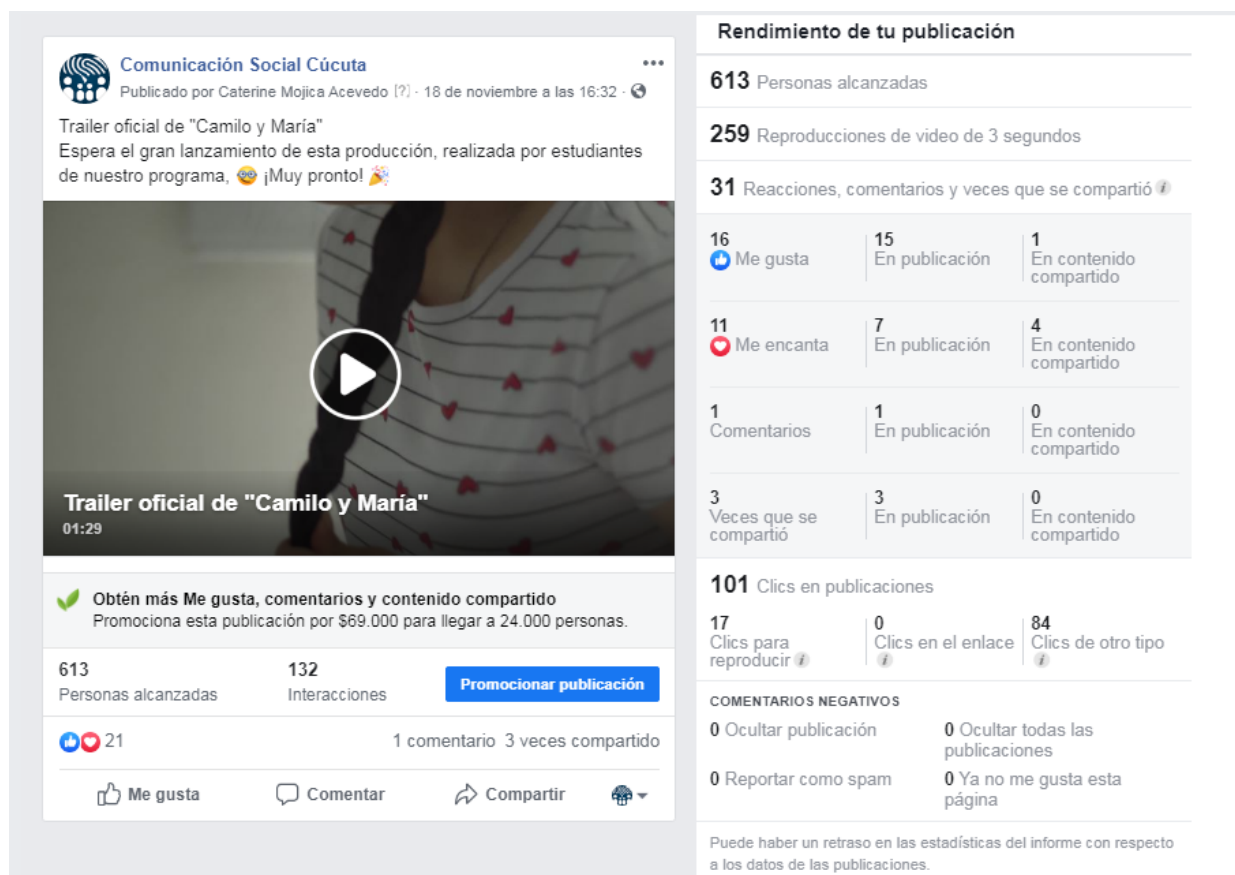 Comunicación Social Cúcuta
Publicado por Caterine Mojica Acevedo [?] · 18 de noviembre a las 16:32 ·
Trailer oficial de "Camilo y María"
Espera el gran lanzamiento de esta producción, realizada por estudiantes
de nuestro programa, 🤓 ¡Muy pronto! 🎉
Trailer oficial de "Camilo y María"
01:29
Obtén más Me gusta, comentarios y contenido compartido
Promociona esta publicación por $69.000 para llegar a 24.000 personas.
613 132
Personas alcanzadas Interacciones
Promocionar publicación
21 1 comentario 3 veces compartido
Me gusta Comentar Compartir
Rendimiento de tu publicación
613 Personas alcanzadas
259 Reproducciones de video de 3 segundos
31 Reacciones, comentarios y veces que se compartió
16 15 1
Me gusta En publicación En contenido
compartido
11 7 4
Me encanta En publicación En contenido
compartido
1 1 0
Comentarios En publicación En contenido
compartido
3 3 0
Veces que se En publicación En contenido
compartió compartido
101 Clics en publicaciones
17 0 84
Clics para Clics en el enlace Clics de otro tipo
reproducir
COMENTARIOS NEGATIVOS
0 Ocultar publicación 0 Ocultar todas las
publicaciones
0 Reportar como spam 0 Ya no me gusta esta
página
Puede haber un retraso en las estadísticas del informe con respecto
a los datos de las publicaciones.